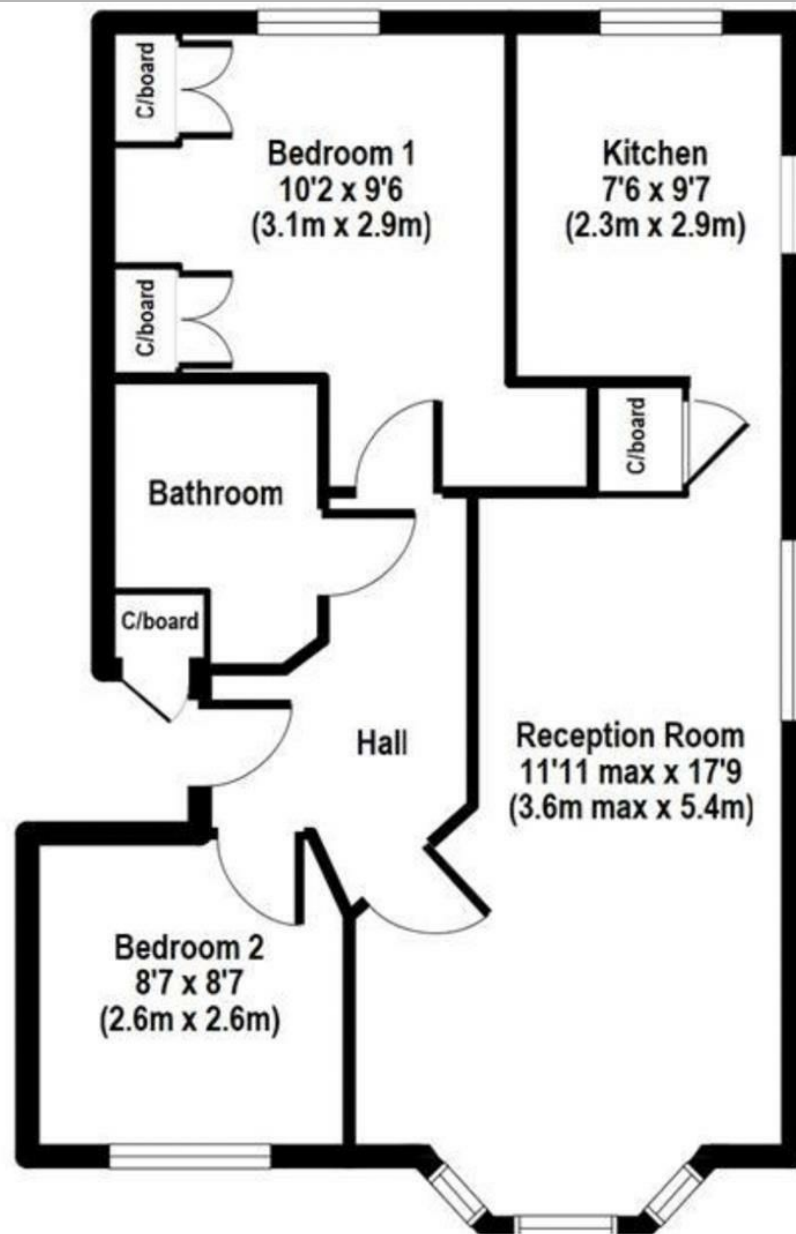 C/board
Bedroom 1
10'2 x 9'6
(3.1m x 2.9m)
Kitchen
7'6 x 9'7
(2.3m x 2.9m)
C/board
C/board
Bathroom
C/board
Hall
Reception Room
11'11 max x 17'9
(3.6m max x 5.4m)
Bedroom 2
8'7 x 8'7
(2.6m x 2.6m)